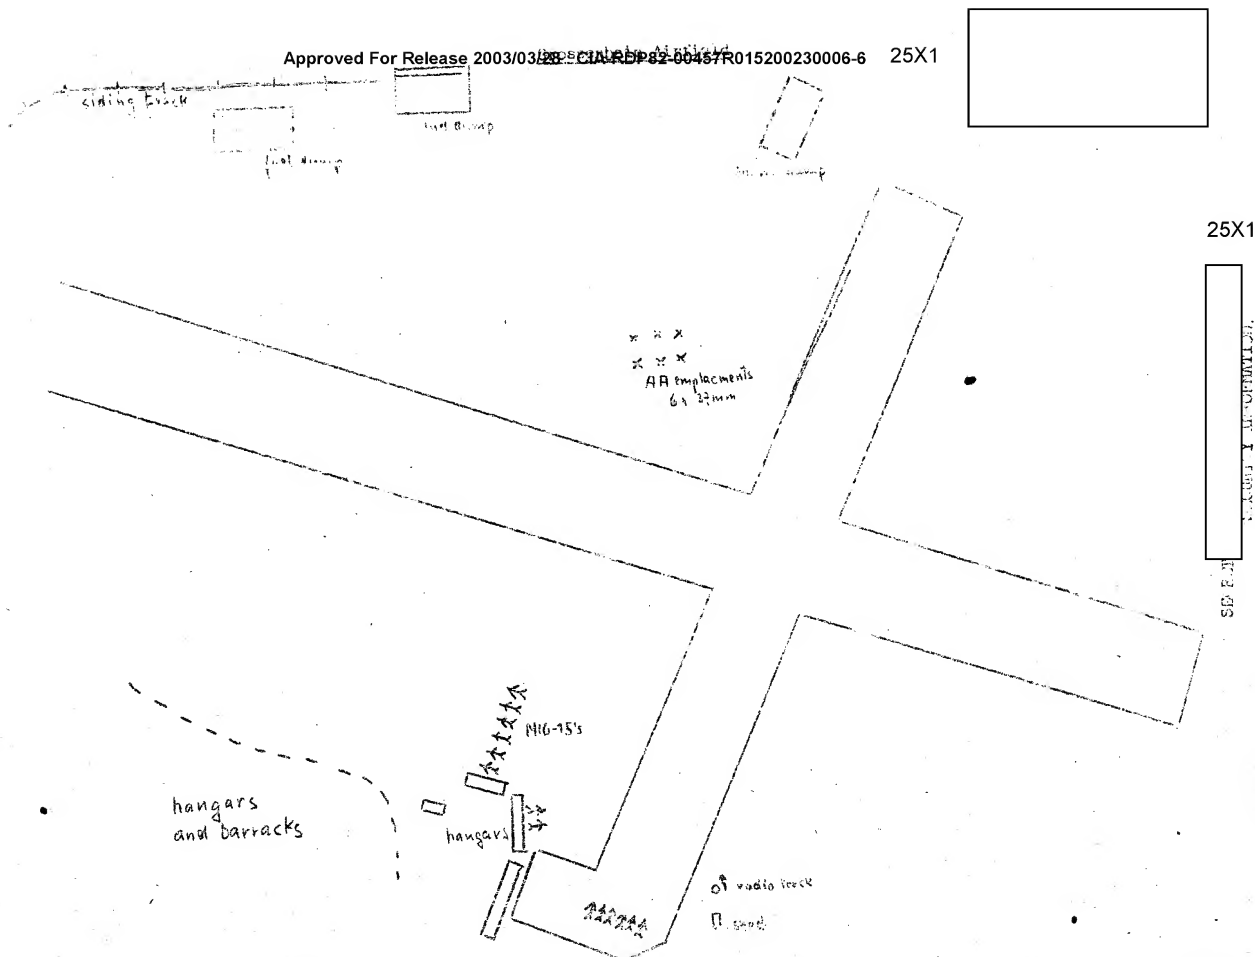 Approved For Release 2003/03/28 : CIA-RDP82-00457R015200230006-6
25X1
siding track
fuel dump
fuel dump
dump
25X1
AA emplacments
6 x 37mm
MIG-15's
hangars
and barracks
hangars
radio truck